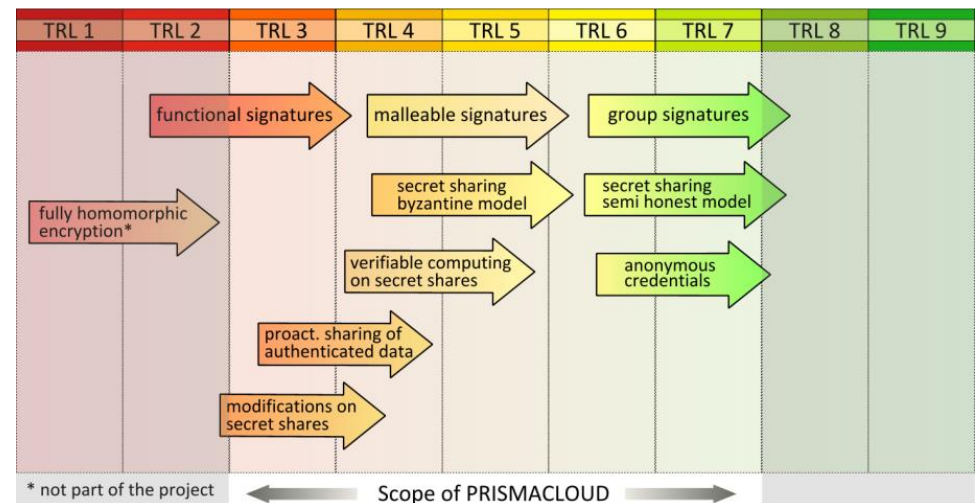 TRL 1 TRL 2 TRL 3 TRL 4 TRL 5 TRL 6 TRL 7 TRL 8 TRL 9
functional signatures
malleable signatures
group signatures
secret sharing
byzantine model
secret sharing
semi honest model
fully homomorphic
encryption*
verifiable computing
on secret shares
anonymous
credentials
proact. sharing of
authenticated data
modifications on
secret shares
* not part of the project
Scope of PRISMACLOUD